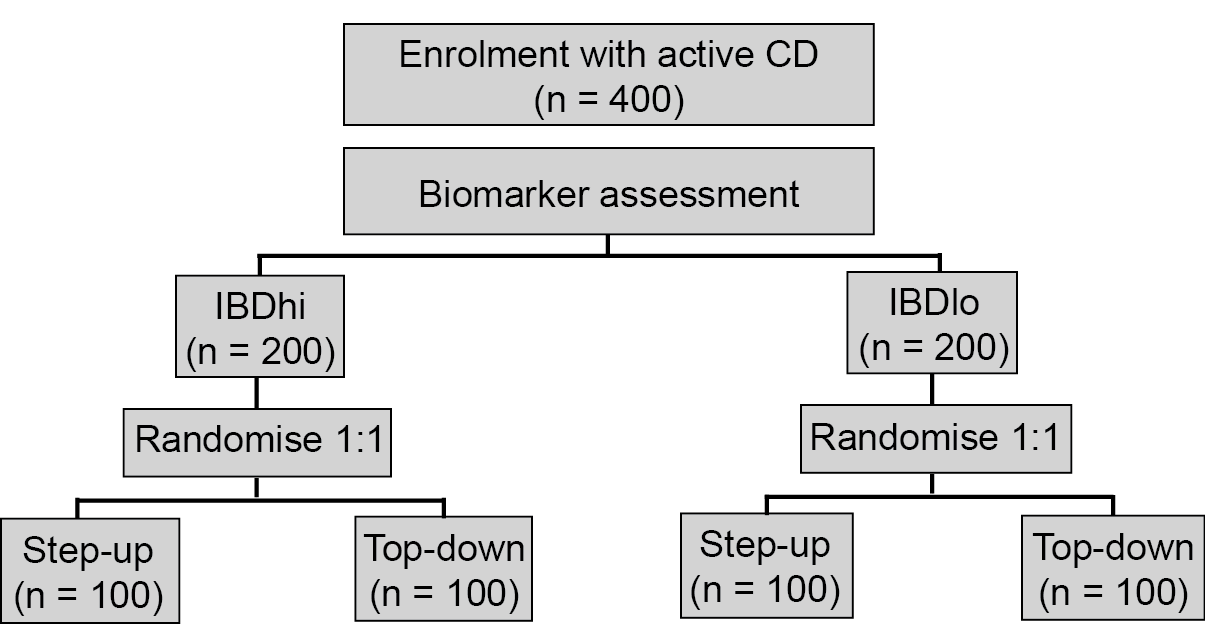 Enrolment with active CD
(n = 400)
Biomarker assessment
IBDhi
(n = 200)
IBDlo
(n = 200)
Randomise 1:1
Randomise 1:1
Step-up
(n = 100)
Top-down
(n = 100)
Step-up
(n = 100)
Top-down
(n = 100)